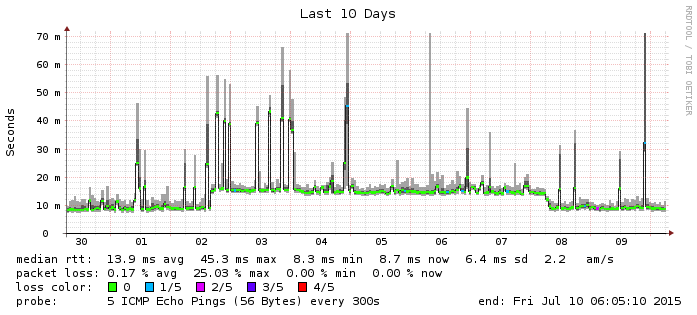 Last 10 Days
RRDTOOL / TOBI OETIKER
Seconds
70 m
60 m
50 m
40 m
30 m
20 m
10 m
0
30 01 02 03 04 05 06 07 08 09
median rtt: 13.9 ms avg 45.3 ms max 8.3 ms min 8.7 ms now 6.4 ms sd 2.2 am/s
packet loss: 0.17 % avg 25.03 % max 0.00 % min 0.00 % now
loss color: 0 1/5 2/5 3/5 4/5
probe: 5 ICMP Echo Pings (56 Bytes) every 300s end: Fri Jul 10 06:05:10 2015